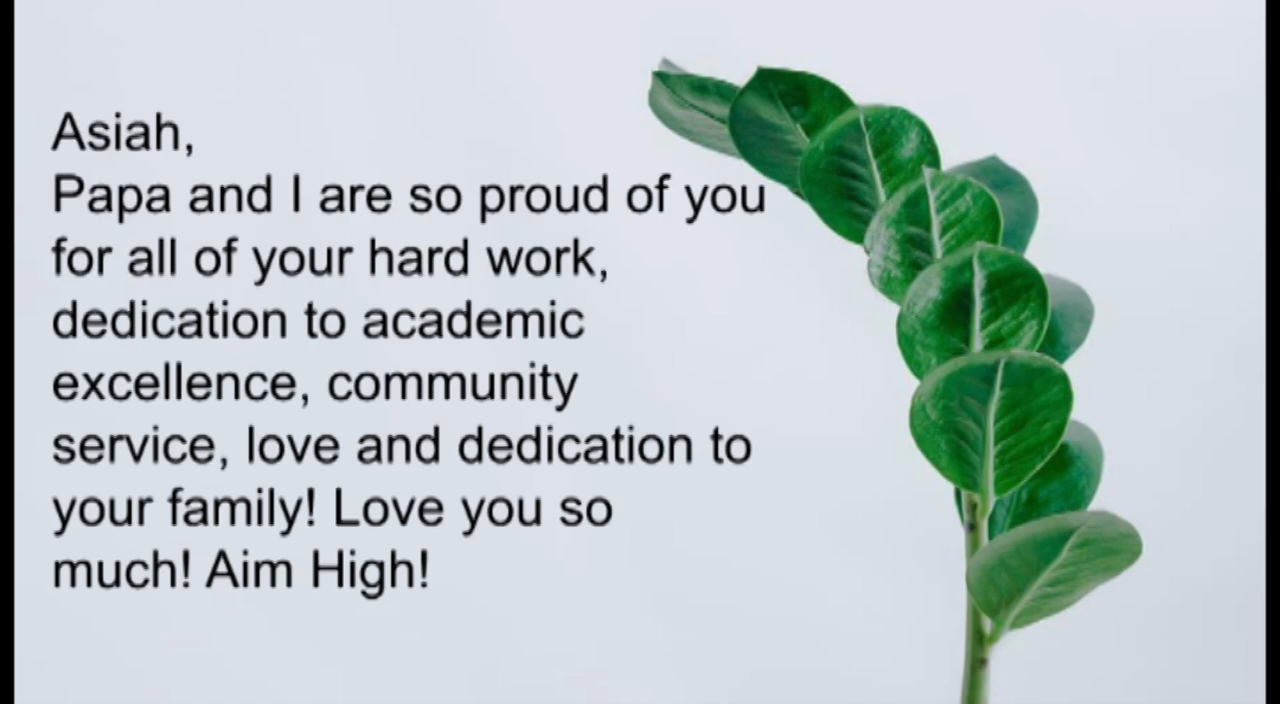 Asiah,
Papa and I are so proud of you
for all of your hard work,
dedication to academic
excellence, community
service, love and dedication to
your family! Love you so
much! Aim High!